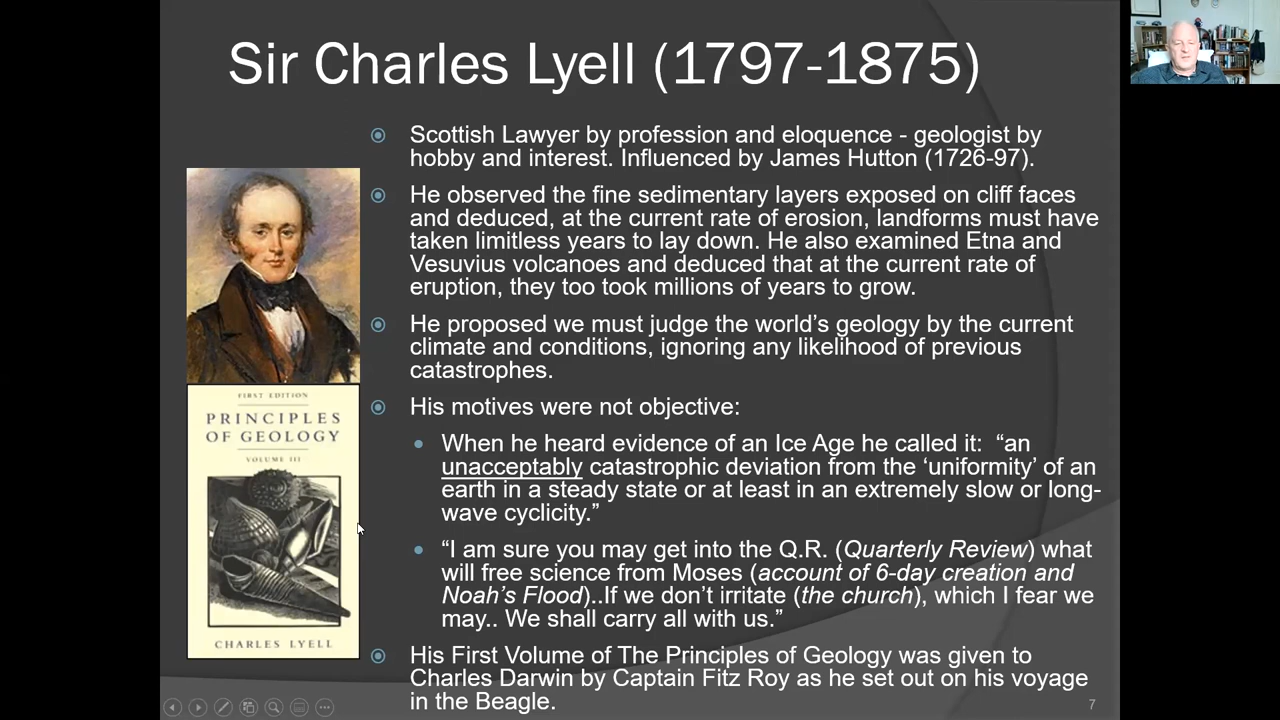 Sir Charles Lyell (1797-1875)
Scottish Lawyer by profession and eloquence - geologist by
hobby and interest. Influenced by James Hutton (1726-97).
He observed the fine sedimentary layers exposed on cliff faces
and deduced, at the current rate of erosion, landforms must have
taken limitless years to lay down. He also examined Etna and
Vesuvius volcanoes and deduced that at the current rate of
eruption, they too took millions of years to grow.
He proposed we must judge the world’s geology by the current
climate and conditions, ignoring any likelihood of previous
catastrophes.
His motives were not objective:
When he heard evidence of an Ice Age he called it:  “an
unacceptably catastrophic deviation from the ‘uniformity’ of an
earth in a steady state or at least in an extremely slow or long-
wave cyclicity.”
“I am sure you may get into the Q.R. (Quarterly Review) what
will free science from Moses (account of 6-day creation and
Noah’s Flood)..If we don’t irritate (the church), which I fear we
may.. We shall carry all with us.”
His First Volume of The Principles of Geology was given to
Charles Darwin by Captain Fitz Roy as he set out on his voyage
in the Beagle.
FIRST EDITION
PRINCIPLES
OF GEOLOGY
VOLUME III
CHARLES LYELL
7